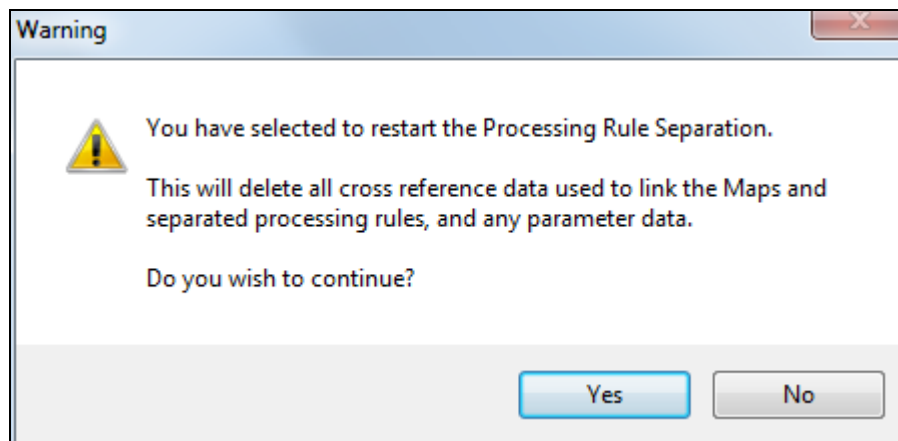 Warning
You have selected to restart the Processing Rule Separation.
This will delete all cross reference data used to link the Maps and
separated processing rules, and any parameter data.
Do you wish to continue?
Yes
No